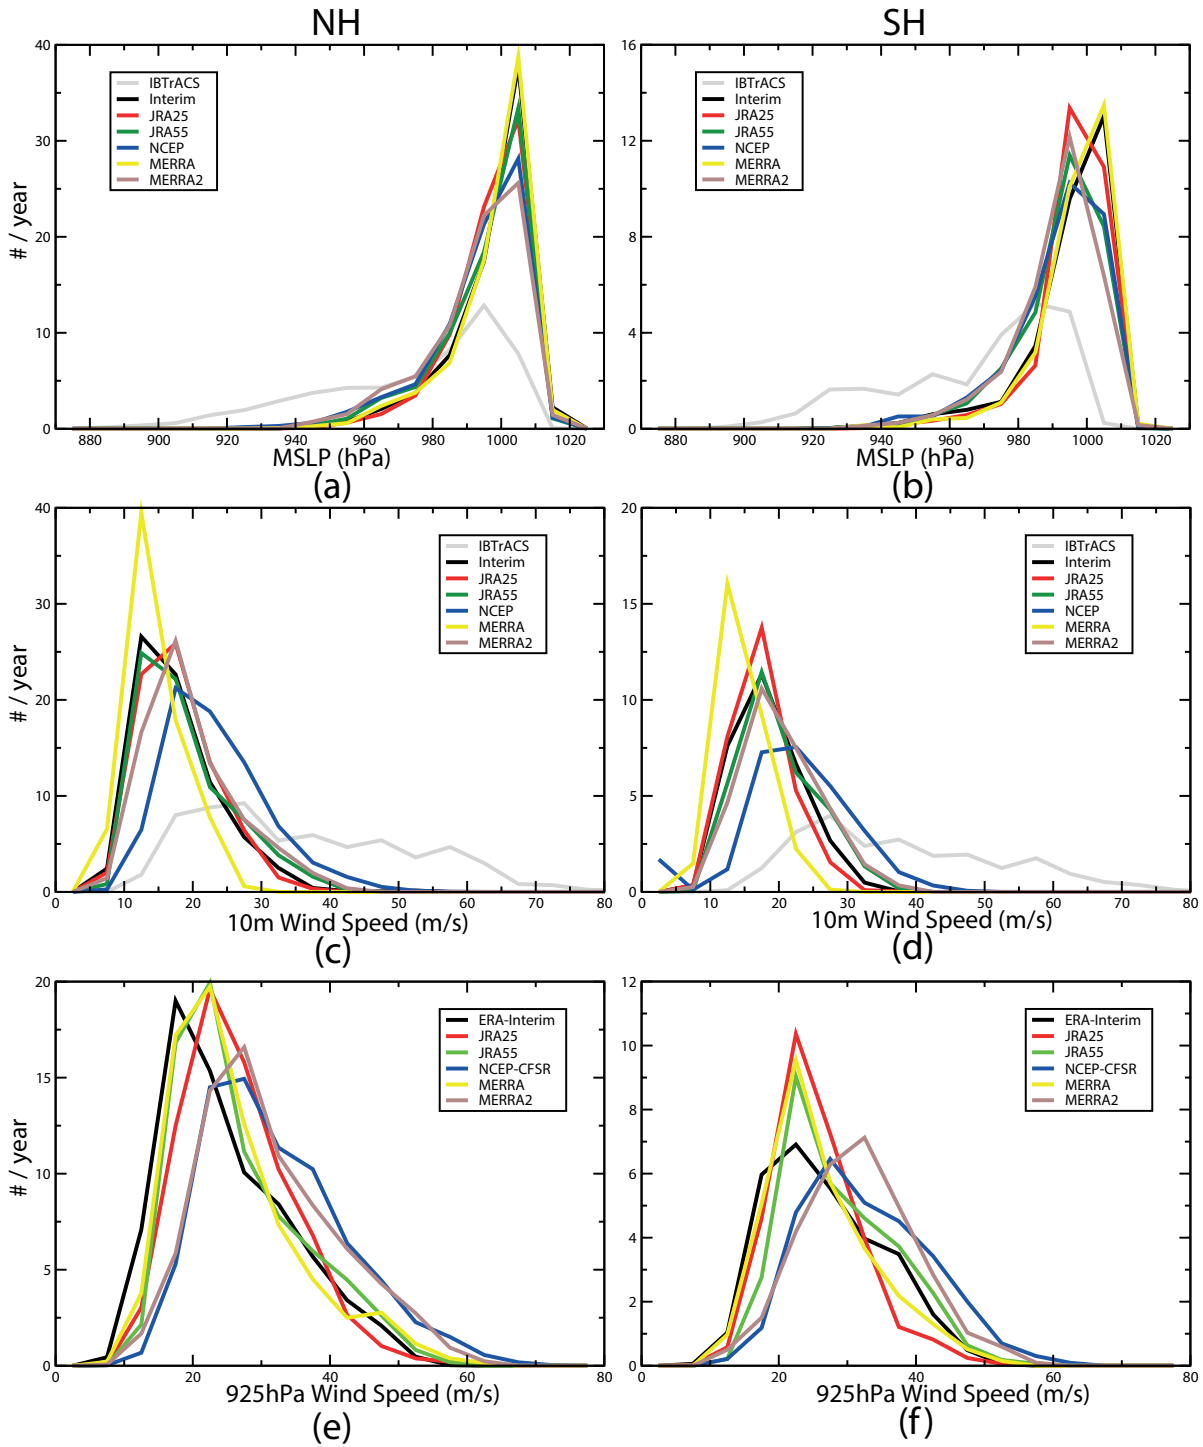 NH
SH
40
30
20
10
0
# / year
IBTrACS
Interim
JRA25
JRA55
NCEP
MERRA
MERRA2
880 900 920 940 960 980 1000 1020
MSLP (hPa)
(a)
16
12
8
4
0
IBTrACS
Interim
JRA25
JRA55
NCEP
MERRA
MERRA2
880 900 920 940 960 980 1000 1020
MSLP (hPa)
(b)
40
30
20
10
0
# / year
IBTrACS
Interim
JRA25
JRA55
NCEP
MERRA
MERRA2
0 10 20 30 40 50 60 70 80
10m Wind Speed (m/s)
(c)
20
15
10
5
0
IBTrACS
Interim
JRA25
JRA55
NCEP
MERRA
MERRA2
0 10 20 30 40 50 60 70 80
10m Wind Speed (m/s)
(d)
20
15
10
5
0
# / year
ERA-Interim
JRA25
JRA55
NCEP-CFSR
MERRA
MERRA2
0 20 40 60 80
925hPa Wind Speed (m/s)
(e)
12
10
8
6
4
2
0
ERA-Interim
JRA25
JRA55
NCEP-CFSR
MERRA
MERRA2
0 20 40 60 80
925hPa Wind Speed (m/s)
(f)